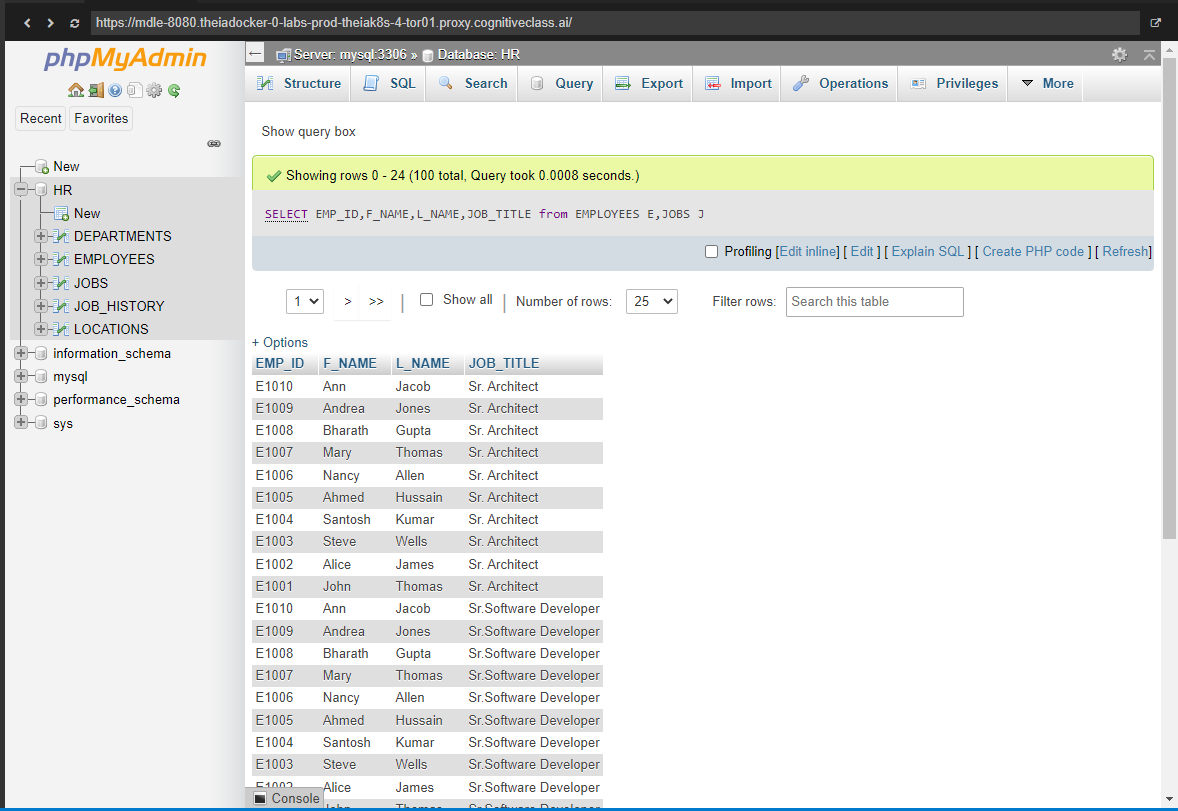 https://mdle-8080.theiadocker-0-labs-prod-theiak8s-4-tor01.proxy.cognitiveclass.ai/
phpMyAdmin
Recent Favorites
New
HR
New
DEPARTMENTS
EMPLOYEES
JOBS
JOB_HISTORY
LOCATIONS
information_schema
mysql
performance_schema
sys
Server: mysql:3306 » Database: HR
Structure SQL Search Query Export Import Operations Privileges More
Show query box
Showing rows 0 - 24 (100 total, Query took 0.0008 seconds.)
SELECT EMP_ID,F_NAME,L_NAME,JOB_TITLE from EMPLOYEES E,JOBS J
Profiling [Edit inline] [ Edit ] [ Explain SQL ] [ Create PHP code ] [ Refresh]
1 > >> | Show all | Number of rows: 25 Filter rows: Search this table
+ Options
EMP_ID F_NAME L_NAME JOB_TITLE
E1010 Ann Jacob Sr. Architect
E1009 Andrea Jones Sr. Architect
E1008 Bharath Gupta Sr. Architect
E1007 Mary Thomas Sr. Architect
E1006 Nancy Allen Sr. Architect
E1005 Ahmed Hussain Sr. Architect
E1004 Santosh Kumar Sr. Architect
E1003 Steve Wells Sr. Architect
E1002 Alice James Sr. Architect
E1001 John Thomas Sr. Architect
E1010 Ann Jacob Sr.Software Developer
E1009 Andrea Jones Sr.Software Developer
E1008 Bharath Gupta Sr.Software Developer
E1007 Mary Thomas Sr.Software Developer
E1006 Nancy Allen Sr.Software Developer
E1005 Ahmed Hussain Sr.Software Developer
E1004 Santosh Kumar Sr.Software Developer
E1003 Steve Wells Sr.Software Developer
E1002 Alice James Sr.Software Developer
John Thomas Sr.Software Developer
Console